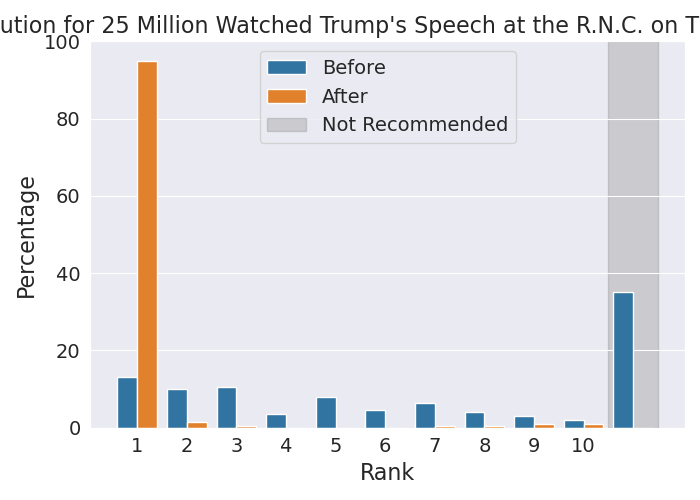 ution for 25 Million Watched Trump's Speech at the R.N.C. on T
100
80
60
40
20
0
Percentage
Before
After
Not Recommended
1 2 3 4 5 6 7 8 9 10
Rank